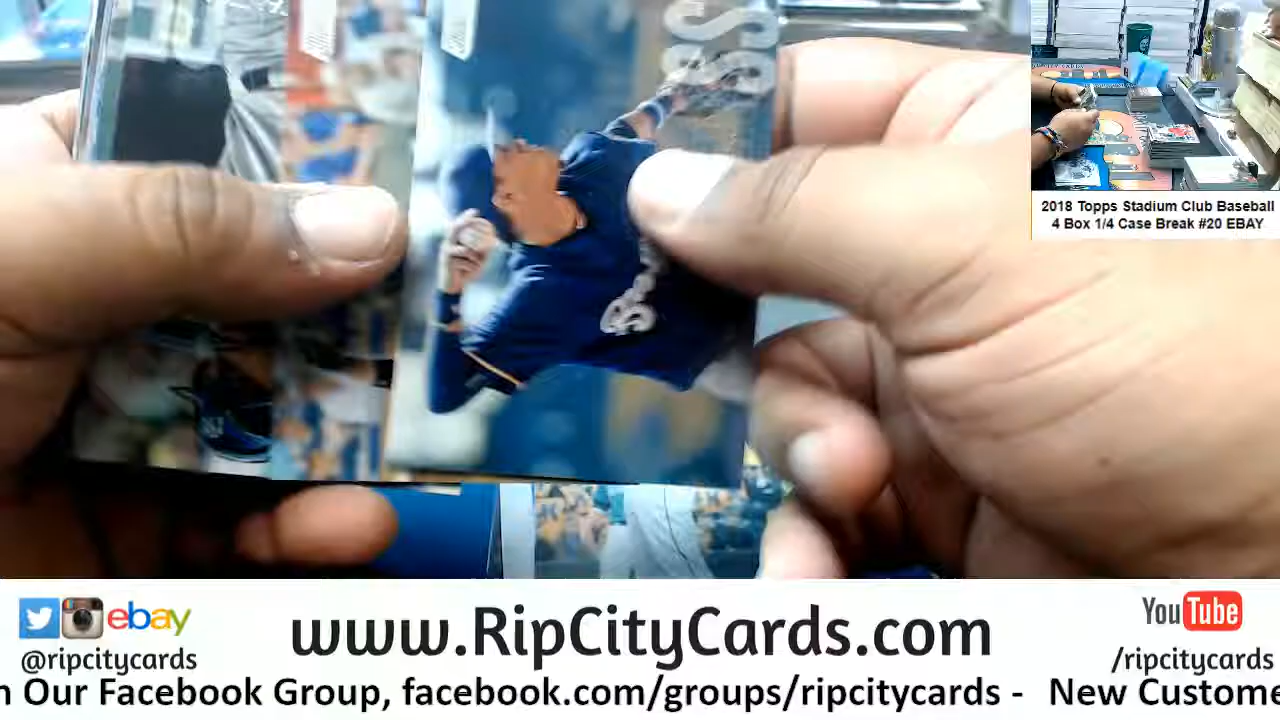 2018 Topps Stadium Club Baseball
4 Box 1/4 Case Break #20 EBAY
ebay
@ripcitycards
www.RipCityCards.com
YouTube
/ripcitycards
n Our Facebook Group, facebook.com/groups/ripcitycards - New Custome